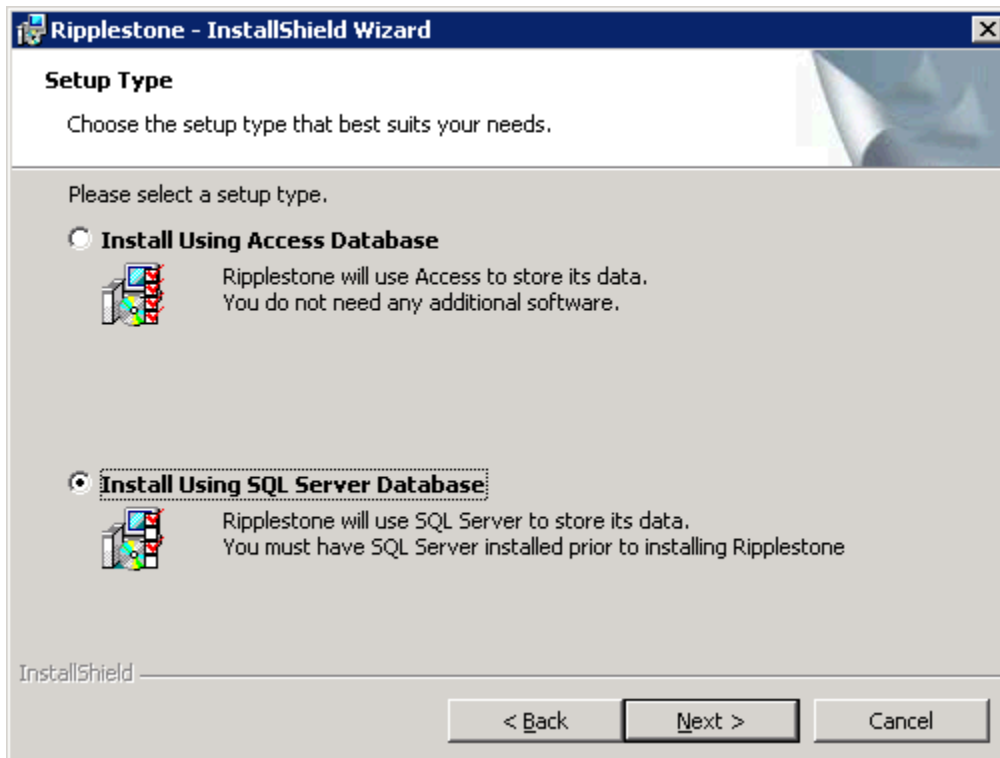 Ripplestone - InstallShield Wizard
Setup Type
Choose the setup type that best suits your needs.
Please select a setup type.
Install Using Access Database
Ripplestone will use Access to store its data.
You do not need any additional software.
Install Using SQL Server Database
Ripplestone will use SQL Server to store its data.
You must have SQL Server installed prior to installing Ripplestone
InstallShield
< Back
Next >
Cancel